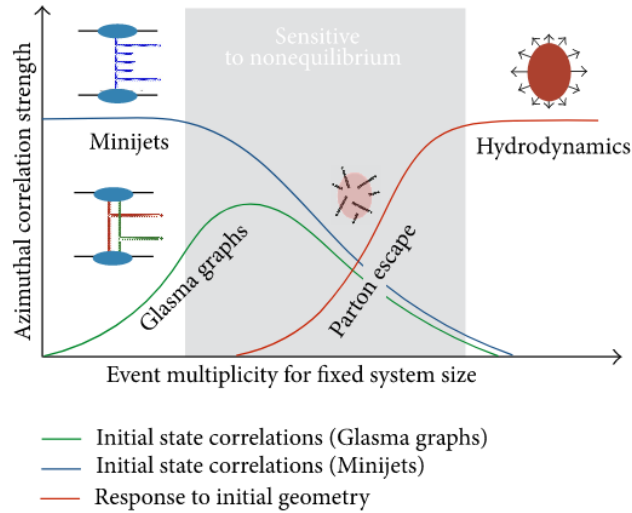 Azimuthal correlation strength
Sensitive
to nonequilibrium
Minijets
Hydrodynamics
Glasma graphs
Parton escape
Event multiplicity for fixed system size
Initial state correlations (Glasma graphs)
Initial state correlations (Minijets)
Response to initial geometry